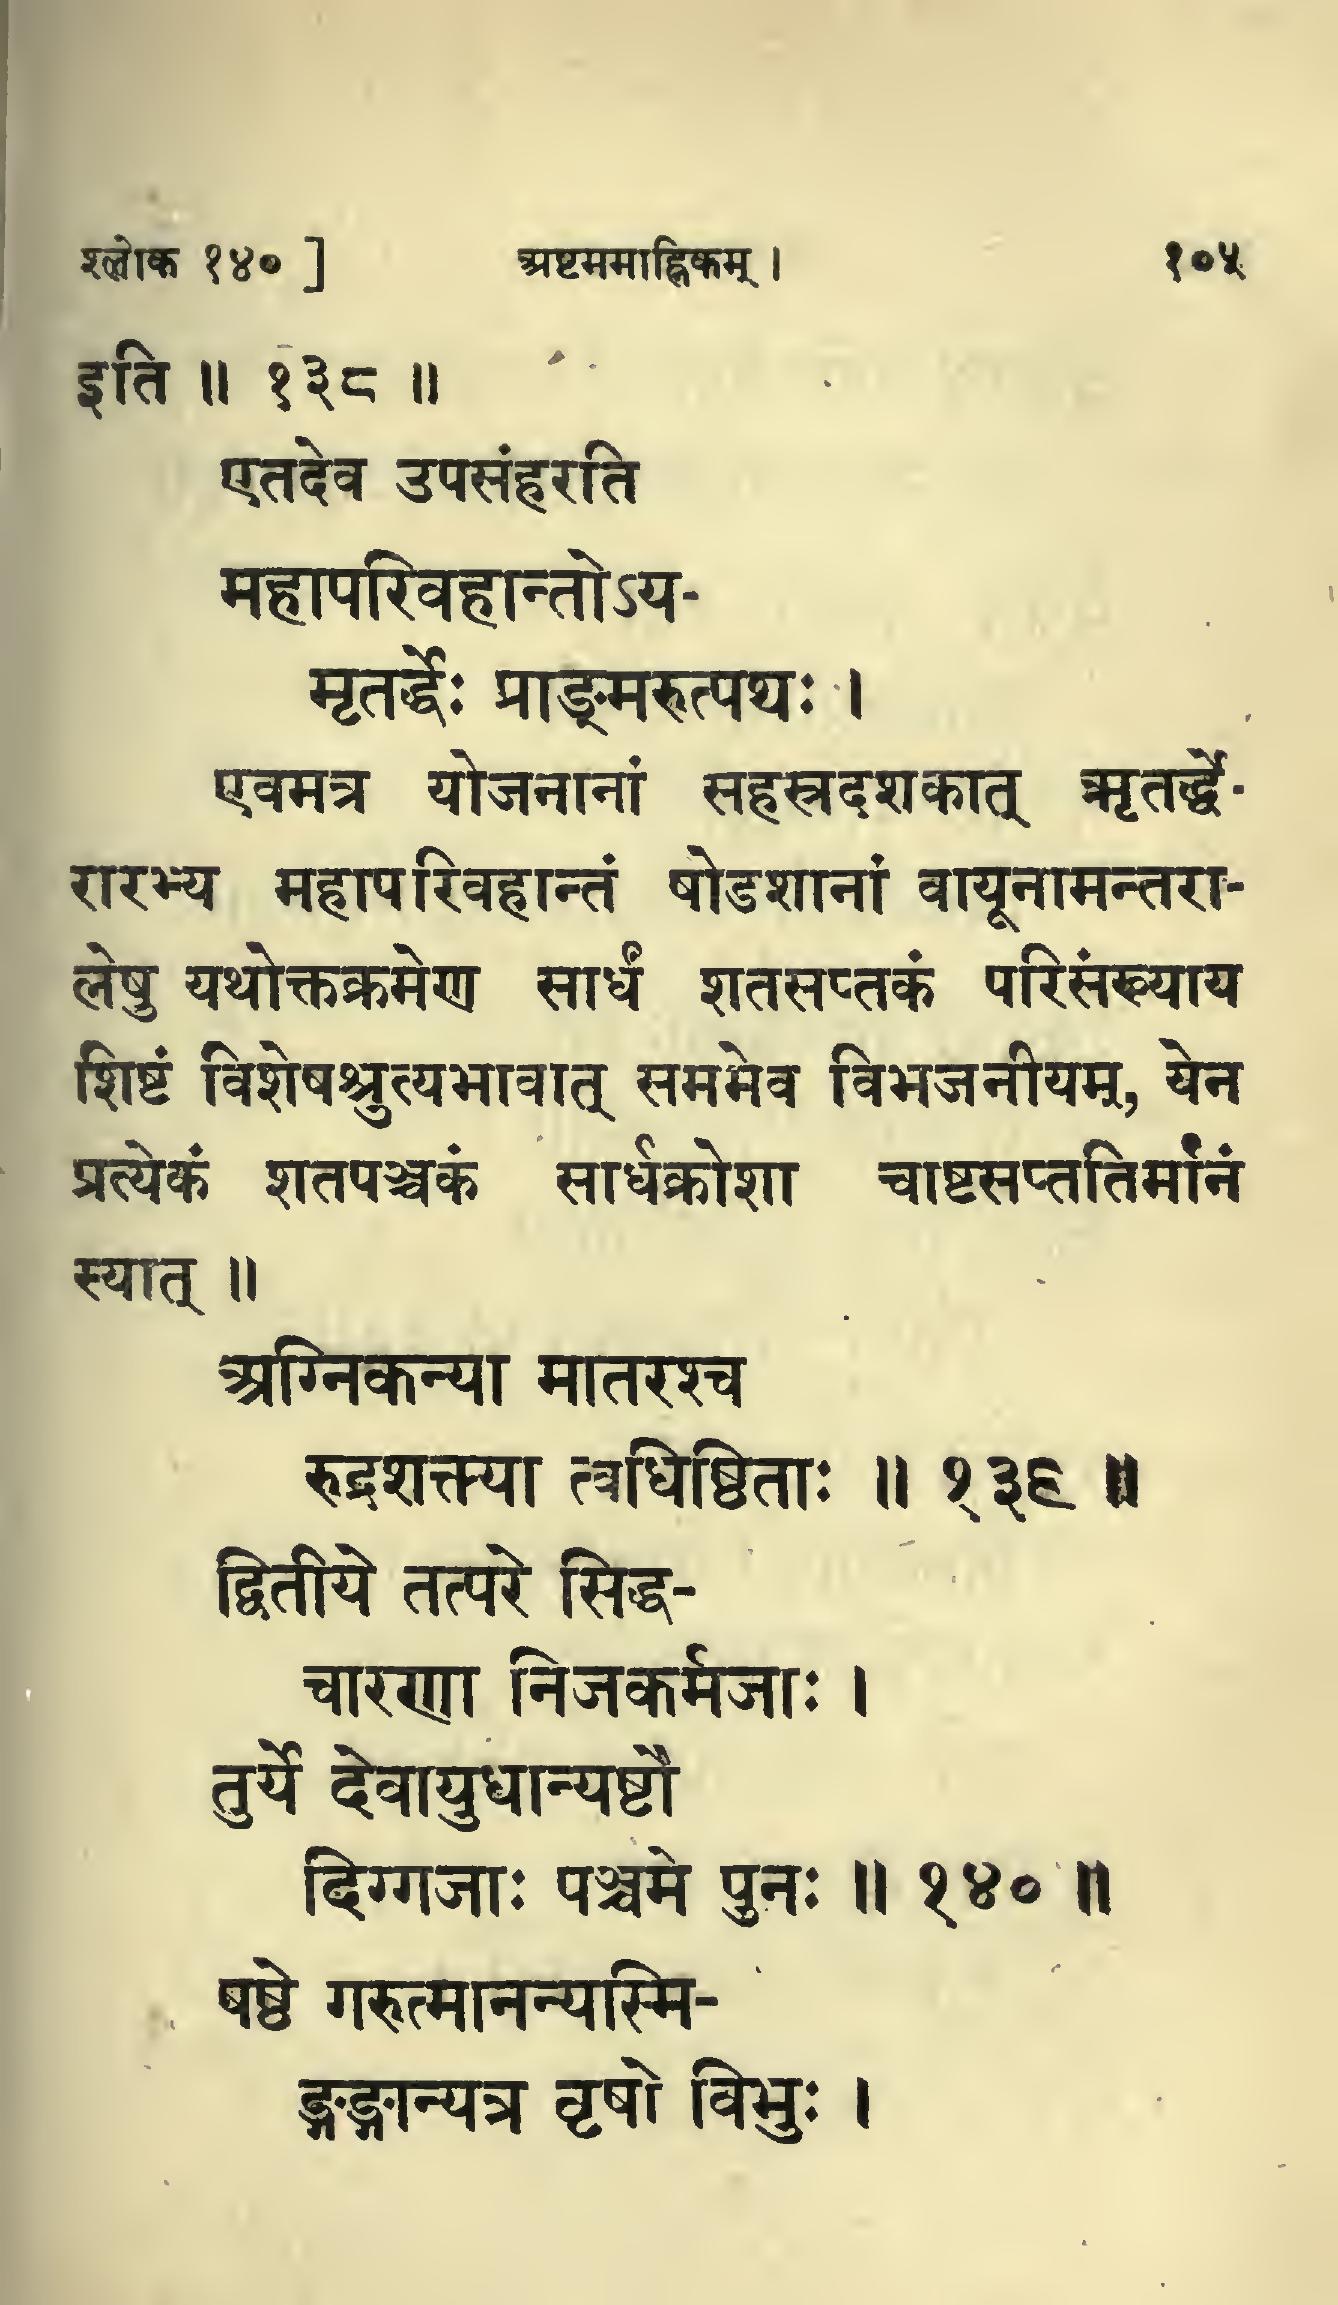 श्लोक १४० ] अष्टममाह्निकम् । १०५
इति ॥ १३८ ॥
एतदेव उपसंहरति
महापरिवहान्तोऽय-
मृतर्द्धेः प्राङ्मरुत्पथः ।
एवमत्र योजनानां सहस्रदशकात् ऋतर्द्धे-
रारभ्य महापरिवहान्तं षोडशानां वायूनामन्तरा-
लेषु यथोक्तक्रमेण सार्धं शतसप्तकं परिसंख्याय
शिष्टं विशेषश्रुत्यभावात् सममेव विभजनीयम्, येन
प्रत्येकं शतपञ्चकं सार्धक्रोशा चाष्टसप्ततिर्मानं
स्यात् ॥
अग्निकन्या मातरश्च
रुद्रशक्त्या त्वधिष्ठिताः ॥ १३९ ॥
द्वितीये तत्परे सिद्ध-
चारणा निजकर्मजाः ।
तुर्ये देवायुधान्यष्टौ
दिग्गजाः पञ्चमे पुनः ॥ १४० ॥
षष्ठे गरुत्मानन्यास्मि-
ङ्गङ्गान्यत्र वृषो विभुः ।